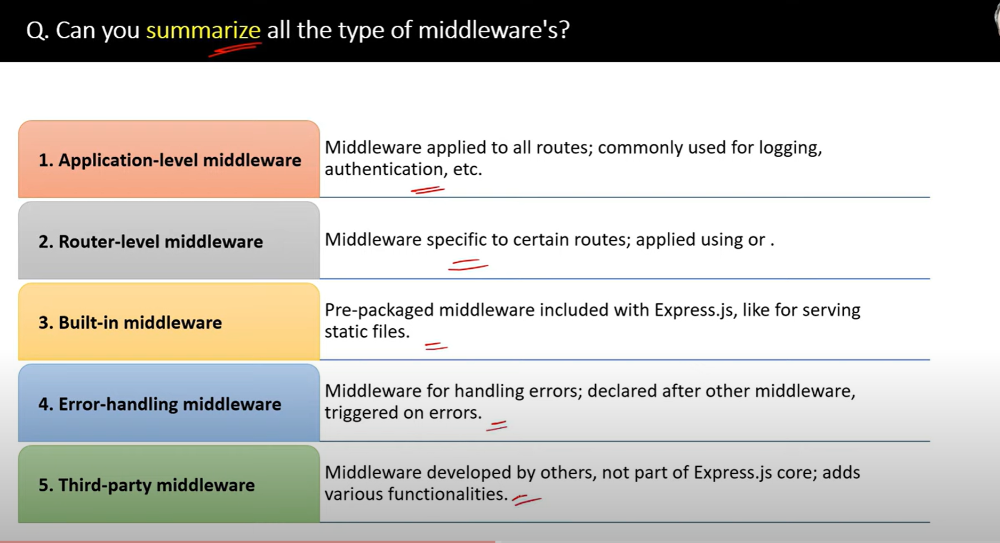 Q. Can you summarize all the type of middleware's?
1. Application-level middleware
Middleware applied to all routes; commonly used for logging,
authentication, etc.
2. Router-level middleware
Middleware specific to certain routes; applied using or .
3. Built-in middleware
Pre-packaged middleware included with Express.js, like for serving
static files.
4. Error-handling middleware
Middleware for handling errors; declared after other middleware,
triggered on errors.
5. Third-party middleware
Middleware developed by others, not part of Express.js core; adds
various functionalities.